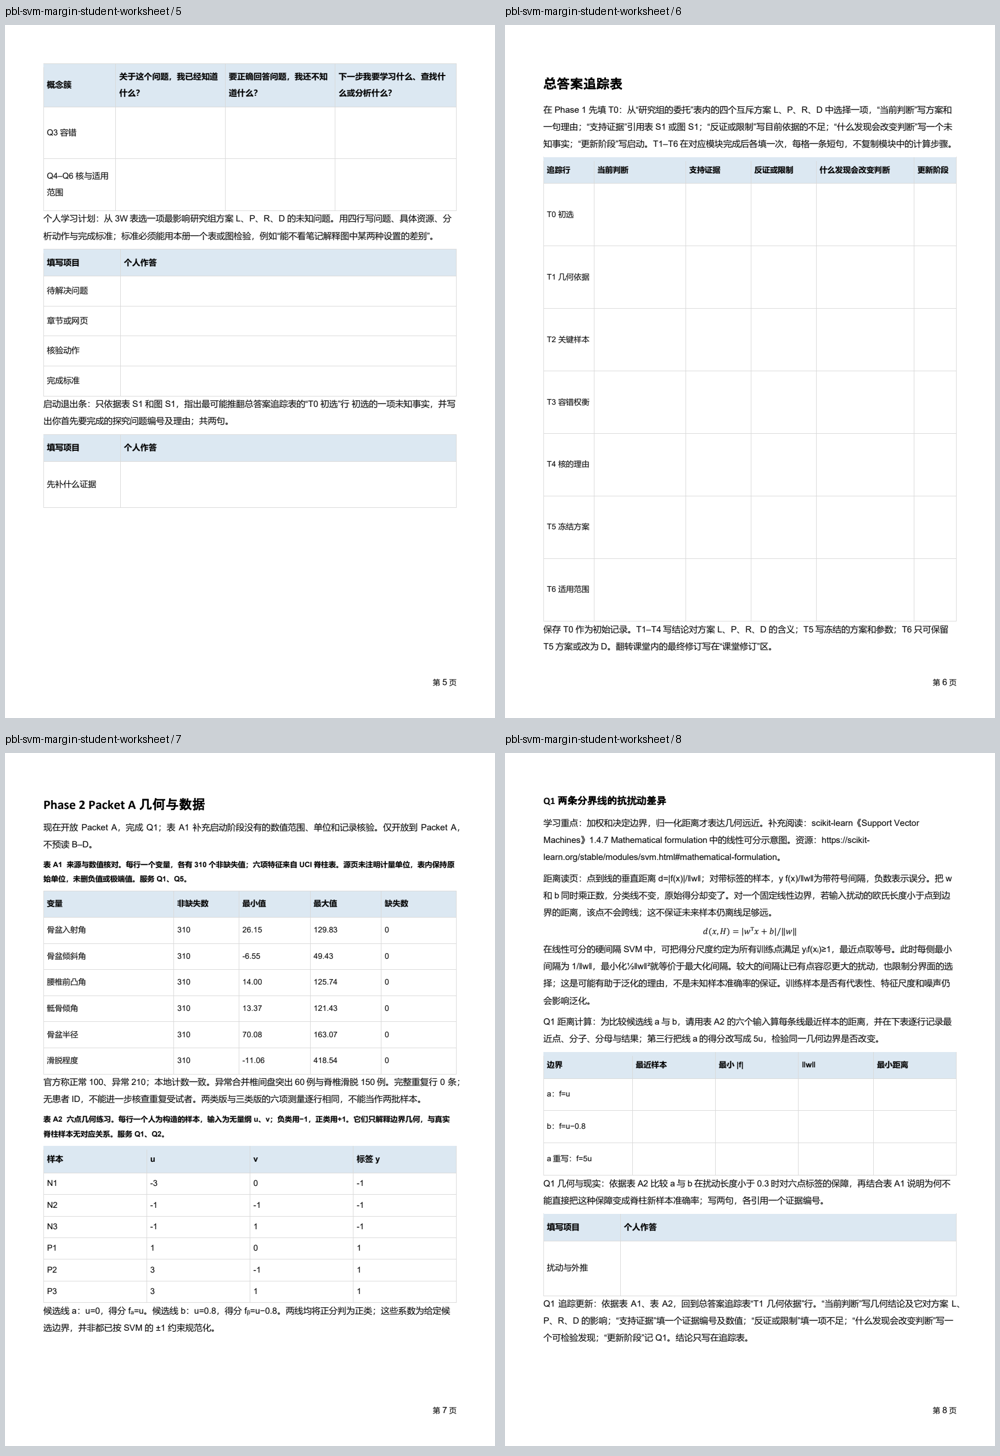 pbl-svm-margin-student-worksheet / 5
概念簇 关于这个问题，我已经知道什么？ 要正确回答问题，我还不知道什么？ 下一步我要学习什么、查找什么或分析什么？
Q3 容错
Q4–Q6 核与适用范围
个人学习计划：从 3W 表选一项最影响研究组方案 L、P、R、D 的未知问题。用四行写问题、具体资源、分
析动作与完成标准；标准必须能用本册一个表或图检验，例如“能不看笔记解释图中某两种设置的差别”。
填写项目 个人作答
待解决问题
章节或网页
核验动作
完成标准
启动退出条：只依据表 S1 和图 S1，指出最可能推翻总答案追踪表的“T0 初选”行 初选的一项未知事实，并写
出你首先要完成的探究问题编号及理由；共两句。
填写项目 个人作答
先补什么证据
第 5 页
pbl-svm-margin-student-worksheet / 6
总答案追踪表
在 Phase 1 先填 T0：从“研究组的委托”表内的四个互斥方案 L、P、R、D 中选择一项，“当前判断”写方案和
一句理由；“支持证据”引用表 S1 或图 S1；“反证或限制”写目前依据的不足；“什么发现会改变判断”写一个未
知事实；“更新阶段”写启动。T1–T6 在对应模块完成后各填一次，每格一条短句，不复制模块中的计算步骤。
追踪行 当前判断 支持证据 反证或限制 什么发现会改变判断 更新阶段
T0 初选
T1 几何依据
T2 关键样本
T3 容错权衡
T4 核的理由
T5 冻结方案
T6 适用范围
保存 T0 作为初始记录。T1–T4 写结论对方案 L、P、R、D 的含义；T5 写冻结的方案和参数；T6 只可保留
T5 方案或改为 D。翻转课堂内的最终修订写在“课堂修订”区。
第 6 页
pbl-svm-margin-student-worksheet / 7
Phase 2 Packet A 几何与数据
现在开放 Packet A，完成 Q1；表 A1 补充启动阶段没有的数值范围、单位和记录核验。仅开放到 Packet A，
不预读 B–D。
表 A1 来源与数值核对。每行一个变量，各有 310 个非缺失值；六项特征来自 UCI 脊柱表。源页未注明计量单位，表内保持原
始单位，未删负值或极端值。服务 Q1、Q5。
变量 非缺失数 最小值 最大值 缺失数
骨盆入射角 310 26.15 129.83 0
骨盆倾斜角 310 -6.55 49.43 0
腰椎前凸角 310 14.00 125.74 0
骶骨倾角 310 13.37 121.43 0
骨盆半径 310 70.08 163.07 0
滑脱程度 310 -11.06 418.54 0
官方称正常 100、异常 210；本地计数一致。异常合并椎间盘突出 60 例与脊椎滑脱 150 例。完整重复行 0 条；
无患者 ID，不能进一步核查重复受试者。两类版与三类版的六项测量逐行相同，不能当作两批样本。
表 A2 六点几何练习。每行一个人为构造的样本，输入为无量纲 u、v；负类用−1，正类用+1。它们只解释边界几何，与真实
脊柱样本无对应关系。服务 Q1、Q2。
样本 u v 标签 y
N1 -3 0 -1
N2 -1 -1 -1
N3 -1 1 -1
P1 1 0 1
P2 3 -1 1
P3 3 1 1
候选线 a：u=0，得分 fₐ=u。候选线 b：u=0.8，得分 fᵦ=u−0.8。两线均将正分判为正类；这些系数为给定候
选边界，并非都已按 SVM 的 ±1 约束规范化。
第 7 页
pbl-svm-margin-student-worksheet / 8
Q1 两条分界线的抗扰动差异
学习重点：加权和决定边界，归一化距离才表达几何远近。补充阅读：scikit-learn《Support Vector
Machines》1.4.7 Mathematical formulation 中的线性可分示意图。资源：https://scikit-
learn.org/stable/modules/svm.html#mathematical-formulation。
距离读页：点到线的垂直距离 d=|f(x)|/‖w‖；对带标签的样本，y f(x)/‖w‖为带符号间隔，负数表示误分。把 w
和 b 同时乘正数，分类线不变，原始得分却变了。对一个固定线性边界，若输入扰动的欧氏长度小于点到边
界的距离，该点不会跨线；这不保证未来样本仍离线足够远。
d(x, H) = |wᵀx + b|/‖w‖
在线性可分的硬间隔 SVM 中，可把得分尺度约定为所有训练点满足 yᵢf(xᵢ)≥1，最近点取等号。此时每侧最小
间隔为 1/‖w‖，最小化½‖w‖²就等价于最大化间隔。较大的间隔让已有点容忍更大的扰动，也限制分界面的选
择；这是可能有助于泛化的理由，不是未知样本准确率的保证。训练样本是否有代表性、特征尺度和噪声仍
会影响泛化。
Q1 距离计算：为比较候选线 a 与 b，请用表 A2 的六个输入算每条线最近样本的距离，并在下表逐行记录最
近点、分子、分母与结果；第三行把线 a 的得分改写成 5u，检验同一几何边界是否改变。
边界 最近样本 最小 |f| ‖w‖ 最小距离
a：f=u
b：f=u−0.8
a 重写：f=5u
Q1 几何与现实：依据表 A2 比较 a 与 b 在扰动长度小于 0.3 时对六点标签的保障，再结合表 A1 说明为何不
能直接把这种保障变成脊柱新样本准确率；写两句，各引用一个证据编号。
填写项目 个人作答
扰动与外推
Q1 追踪更新：依据表 A1、表 A2，回到总答案追踪表“T1 几何依据”行。“当前判断”写几何结论及它对方案 L、
P、R、D 的影响；“支持证据”填一个证据编号及数值；“反证或限制”填一项不足；“什么发现会改变判断”写一
个可检验发现；“更新阶段”记 Q1。结论只写在追踪表。
第 8 页